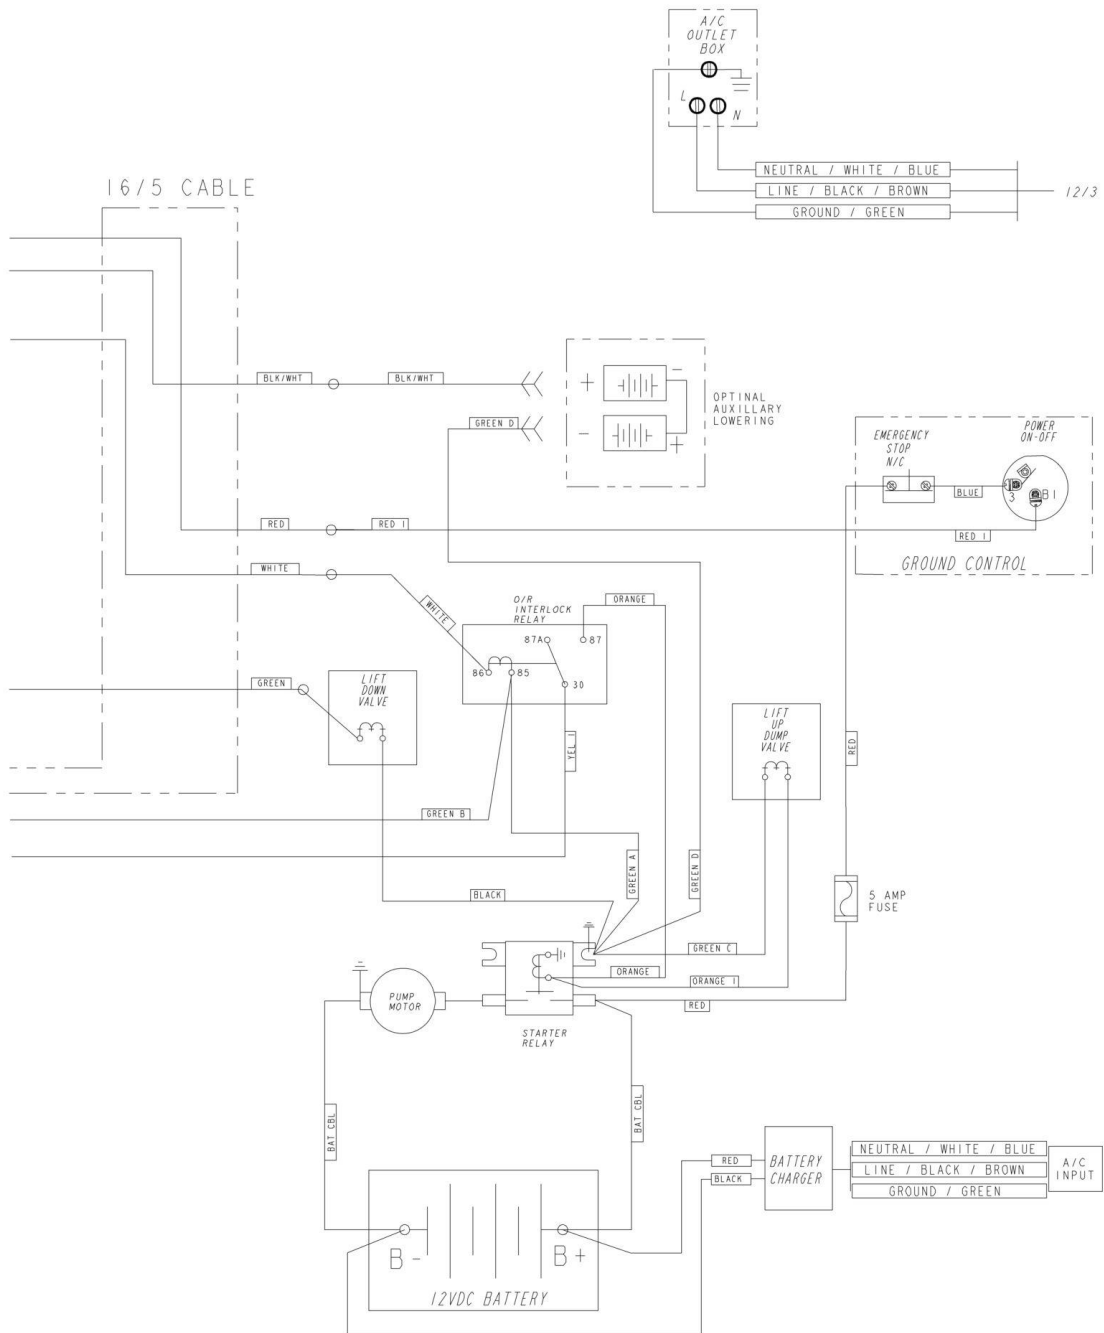 A/C
OUTLET
BOX
L
N
NEUTRAL / WHITE / BLUE
LINE / BLACK / BROWN
GROUND / GREEN
12/3
16/5 CABLE
BLK/WHT
BLK/WHT
+
-
-
+
OPTINAL
AUXILLARY
LOWERING
GREEN D
EMERGENCY
STOP
N/C
POWER
ON-OFF
BLUE
3
B1
RED
RED 1
RED 1
GROUND CONTROL
WHITE
WHITE
O/R
INTERLOCK
RELAY
ORANGE
87A
87
86
85
30
GREEN
LIFT
DOWN
VALVE
YEL 1
LIFT
UP
DUMP
VALVE
RED
GREEN B
GREEN A
GREEN D
BLACK
5 AMP
FUSE
GREEN C
ORANGE
ORANGE 1
RED
PUMP
MOTOR
STARTER
RELAY
BAT CBL
BAT CBL
RED
BLACK
BATTERY
CHARGER
NEUTRAL / WHITE / BLUE
LINE / BLACK / BROWN
GROUND / GREEN
A/C
INPUT
B -
B +
12VDC BATTERY